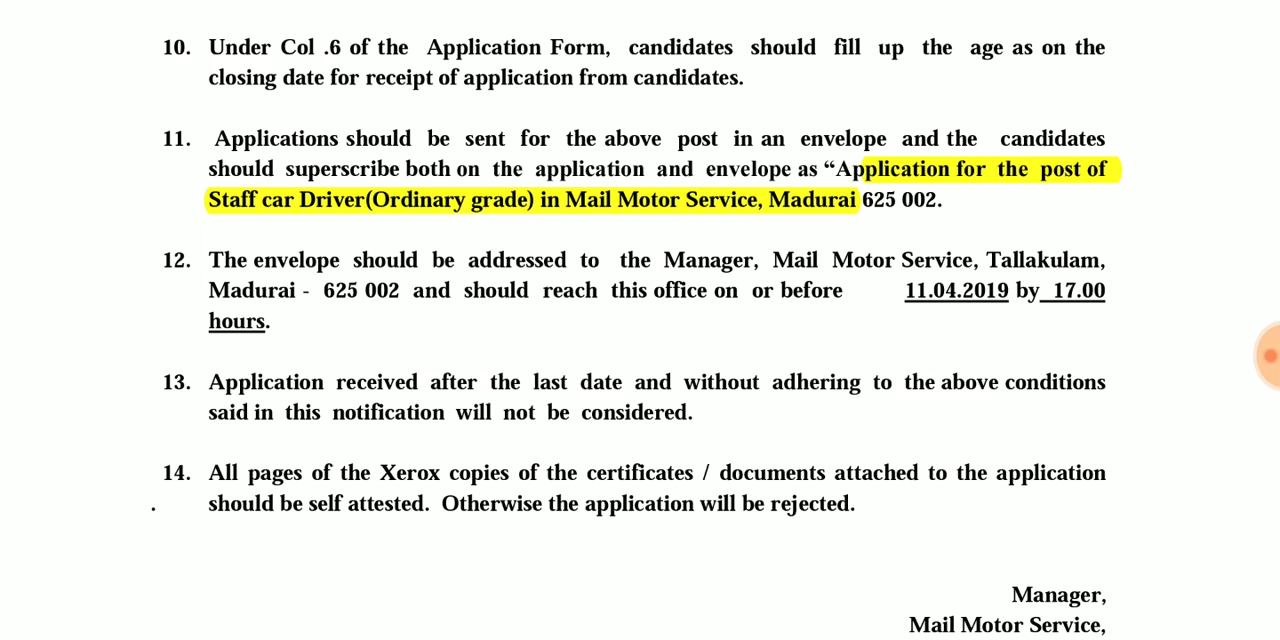 10. Under Col .6 of the Application Form, candidates should fill up the age as on the
closing date for receipt of application from candidates.
11. Applications should be sent for the above post in an envelope and the candidates
should superscribe both on the application and envelope as “Application for the post of
Staff car Driver(Ordinary grade) in Mail Motor Service, Madurai 625 002.
12. The envelope should be addressed to the Manager, Mail Motor Service, Tallakulam,
Madurai - 625 002 and should reach this office on or before 11.04.2019 by 17.00
hours.
13. Application received after the last date and without adhering to the above conditions
said in this notification will not be considered.
14. All pages of the Xerox copies of the certificates / documents attached to the application
. should be self attested. Otherwise the application will be rejected.
Manager,
Mail Motor Service,